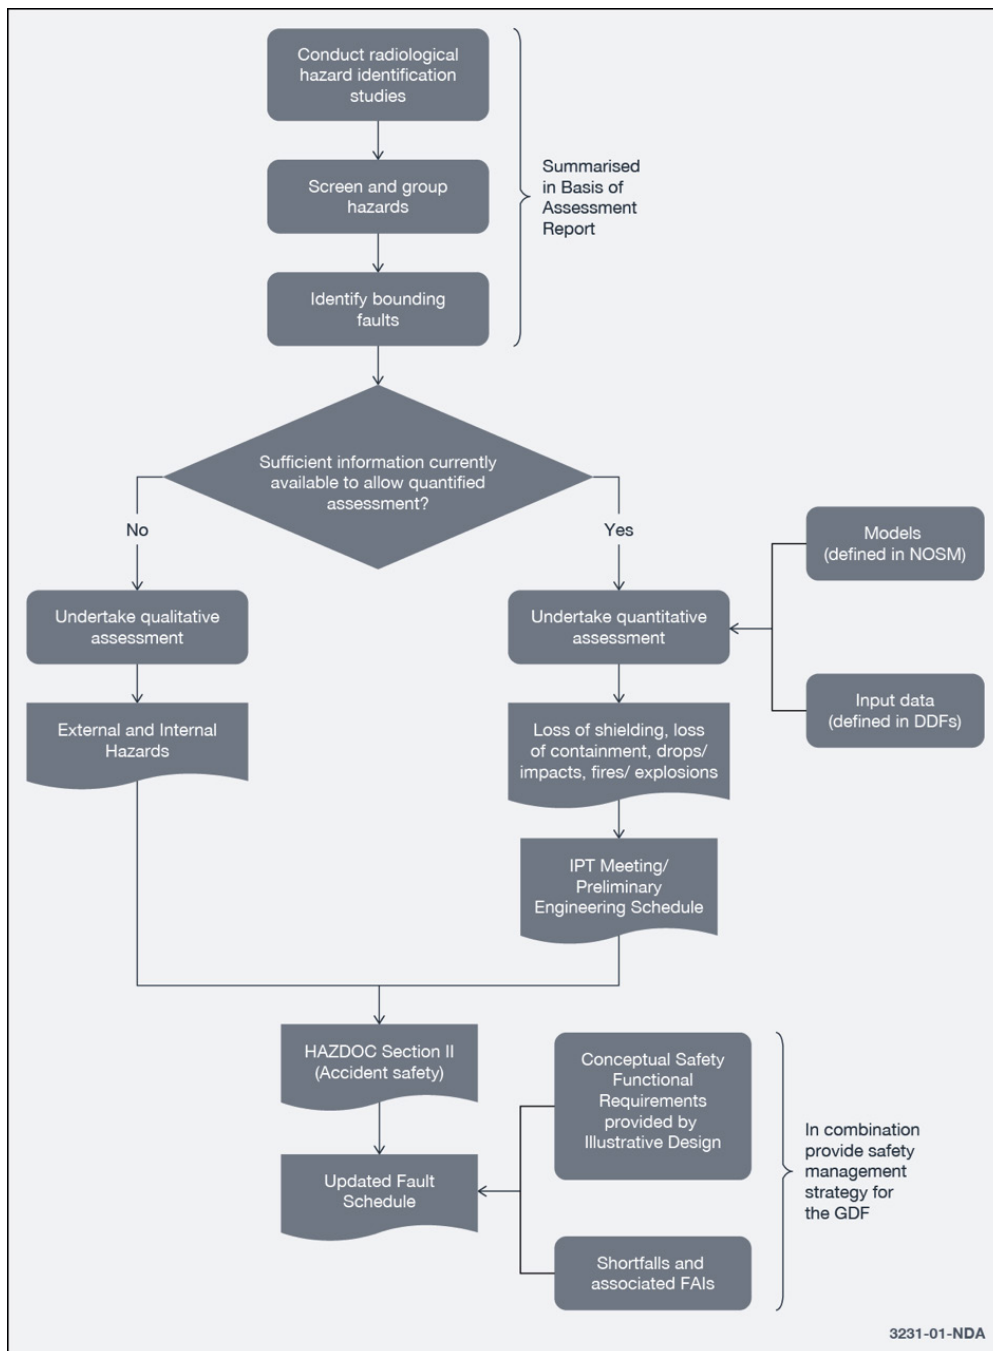 Conduct radiological
hazard identification
studies
Screen and group
hazards
Summarised
in Basis of
Assessment
Report
Identify bounding
faults
Sufficient information currently
available to allow quantified
assessment?
No
Yes
Models
(defined in NOSM)
Undertake qualitative
assessment
Undertake quantitative
assessment
Input data
(defined in DDFs)
External and Internal
Hazards
Loss of shielding, loss
of containment, drops/
impacts, fires/ explosions
IPT Meeting/
Preliminary
Engineering Schedule
HAZDOC Section II
(Accident safety)
Conceptual Safety
Functional
Requirements
provided by
Illustrative Design
Updated Fault
Schedule
In combination
provide safety
management
strategy for
the GDF
Shortfalls and
associated FAIs
3231-01-NDA